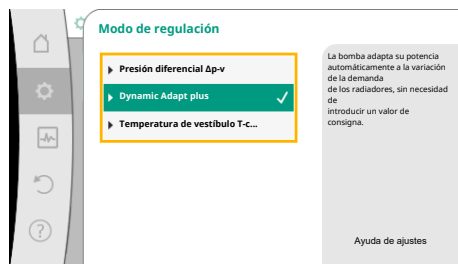 Modo de regulación
Presión diferencial Δp-v
Dynamic Adapt plus
Temperatura de vestíbulo T-c...
La bomba adapta su potencia
automáticamente a la variación
de la demanda
de los radiadores, sin necesidad
de
introducir un valor de
consigna.
Ayuda de ajustes